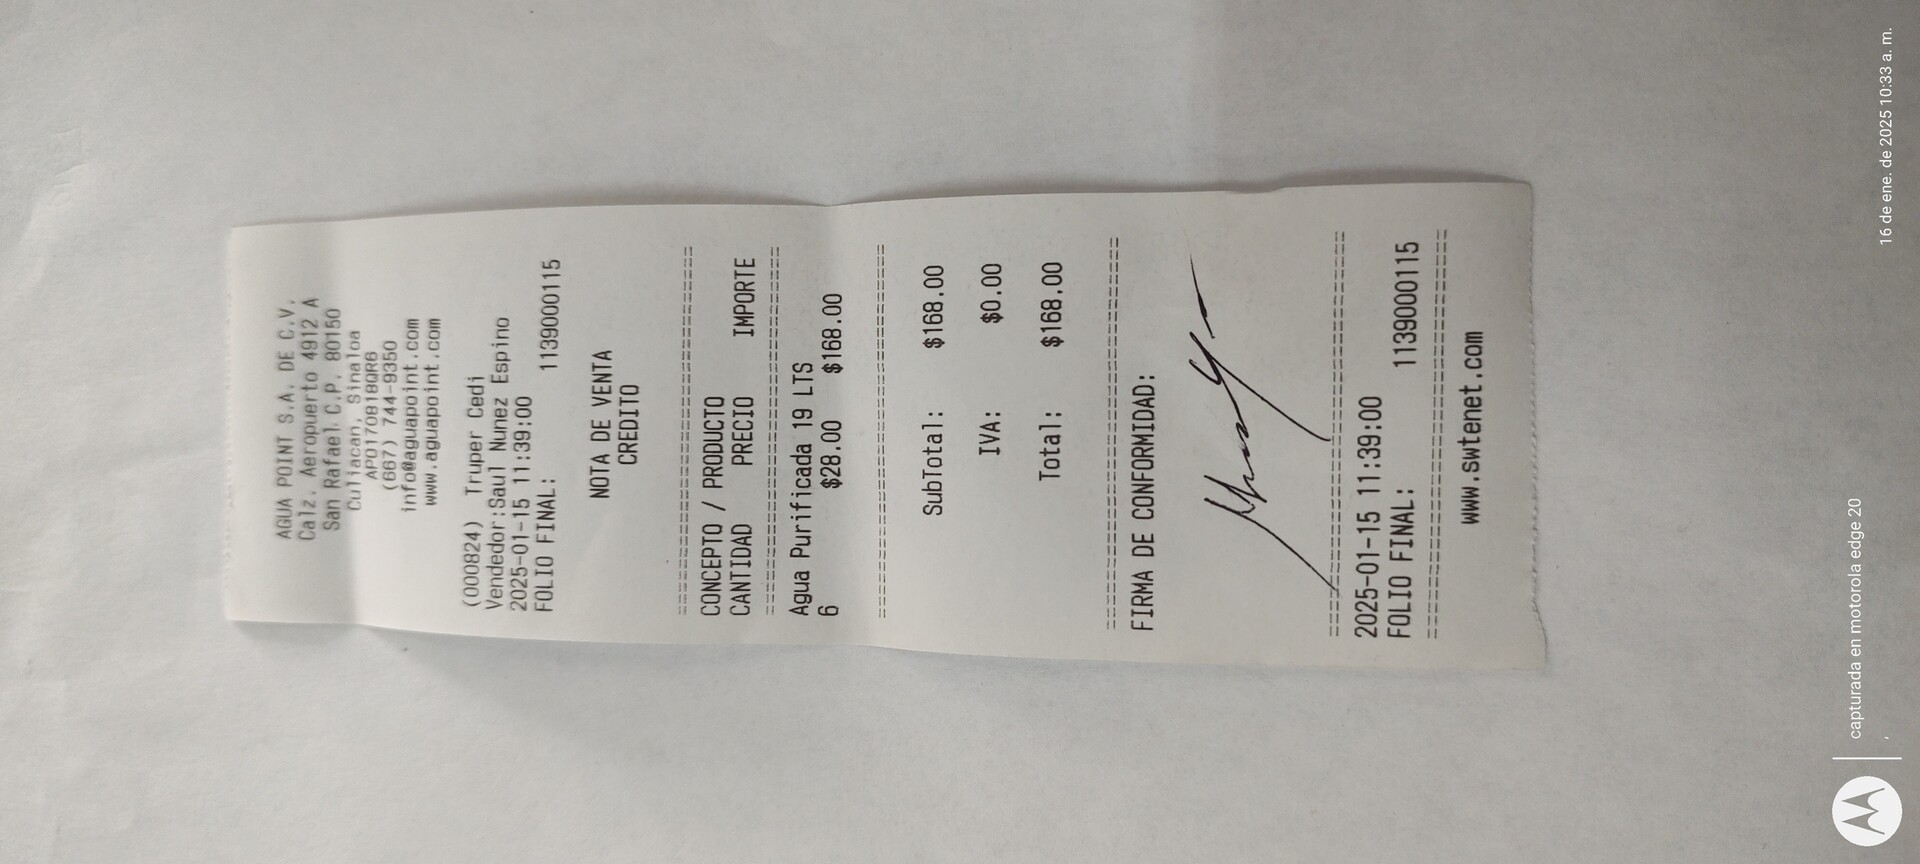 AGUA POINT S.A. DE C.V.
Calz. Aeropuerto 4912 A
San Rafael C.P. 80150
Culiacan, Sinaloa
APO170818QR6
(667) 744-9350
info@aguapoint.com
www.aguapoint.com
(000824) Truper Cedi
Vendedor:Saul Nunez Espino
2025-01-15 11:39:00
FOLIO FINAL: 1139000115
NOTA DE VENTA
CREDITO
==============================
CONCEPTO / PRODUCTO
CANTIDAD PRECIO IMPORTE
==============================
Agua Purificada 19 LTS
6 $28.00 $168.00
==============================
SubTotal: $168.00
IVA: $0.00
Total: $168.00
==============================
FIRMA DE CONFORMIDAD:
==============================
2025-01-15 11:39:00
FOLIO FINAL: 1139000115
==============================
www.swtenet.com
capturada en motorola edge 20
,
16 de ene. de 2025 10:33 a. m.